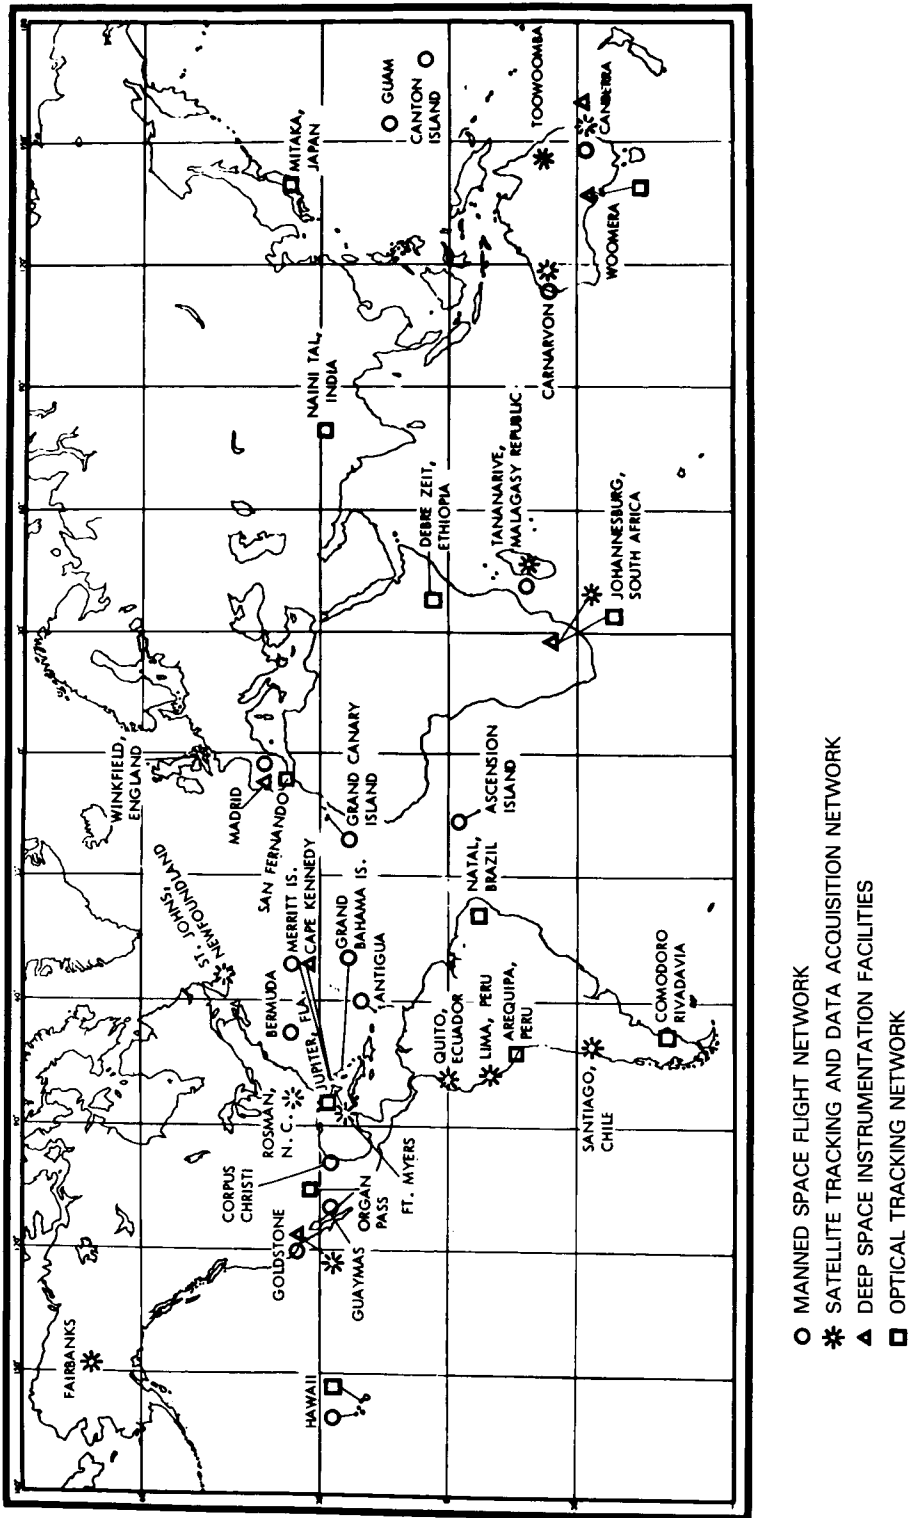 FAIRBANKS
HAWAII
GOLDSTONE
GUAYMAS
ORGAN
PASS
CORPUS
CHRISTI
FT. MYERS
ROSMAN,
N. C.
JUPITER, FLA.
BERMUDA
MERRITT IS.
CAPE KENNEDY
GRAND
BAHAMA IS.
ANTIGUA
ST. JOHNS,
NEWFOUNDLAND
QUITO,
ECUADOR
LIMA, PERU
AREQUIPA,
PERU
SANTIAGO,
CHILE
COMODORO
RIVADAVIA
NATAL,
BRAZIL
ASCENSION
ISLAND
WINKFIELD,
ENGLAND
MADRID
SAN FERNANDO
GRAND CANARY
ISLAND
DEBRE ZEIT,
ETHIOPIA
TANANARIVE,
MALAGASY REPUBLIC
JOHANNESBURG,
SOUTH AFRICA
NAINI TAL,
INDIA
MITAKA,
JAPAN
GUAM
CANTON
ISLAND
CARNARVON
WOOMERA
TOOWOOMBA
CANBERRA
MANNED SPACE FLIGHT NETWORK
SATELLITE TRACKING AND DATA ACQUISITION NETWORK
DEEP SPACE INSTRUMENTATION FACILITIES
OPTICAL TRACKING NETWORK